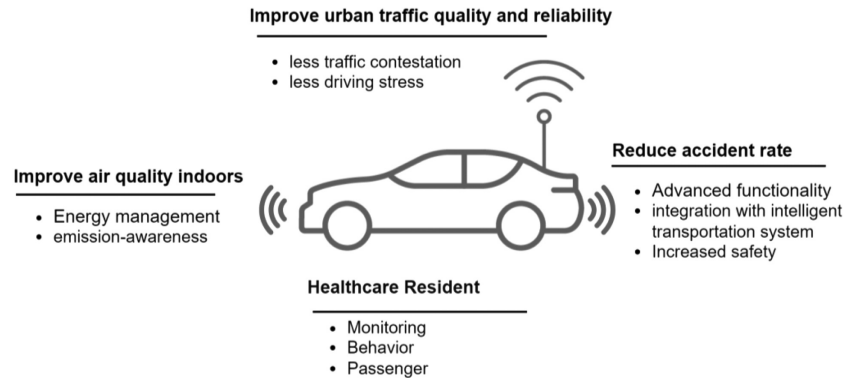 Improve urban traffic quality and reliability
• less traffic contestation
• less driving stress
Reduce accident rate
• Advanced functionality
• integration with intelligent
transportation system
• Increased safety
Improve air quality indoors
• Energy management
• emission-awareness
Healthcare Resident
• Monitoring
• Behavior
• Passenger